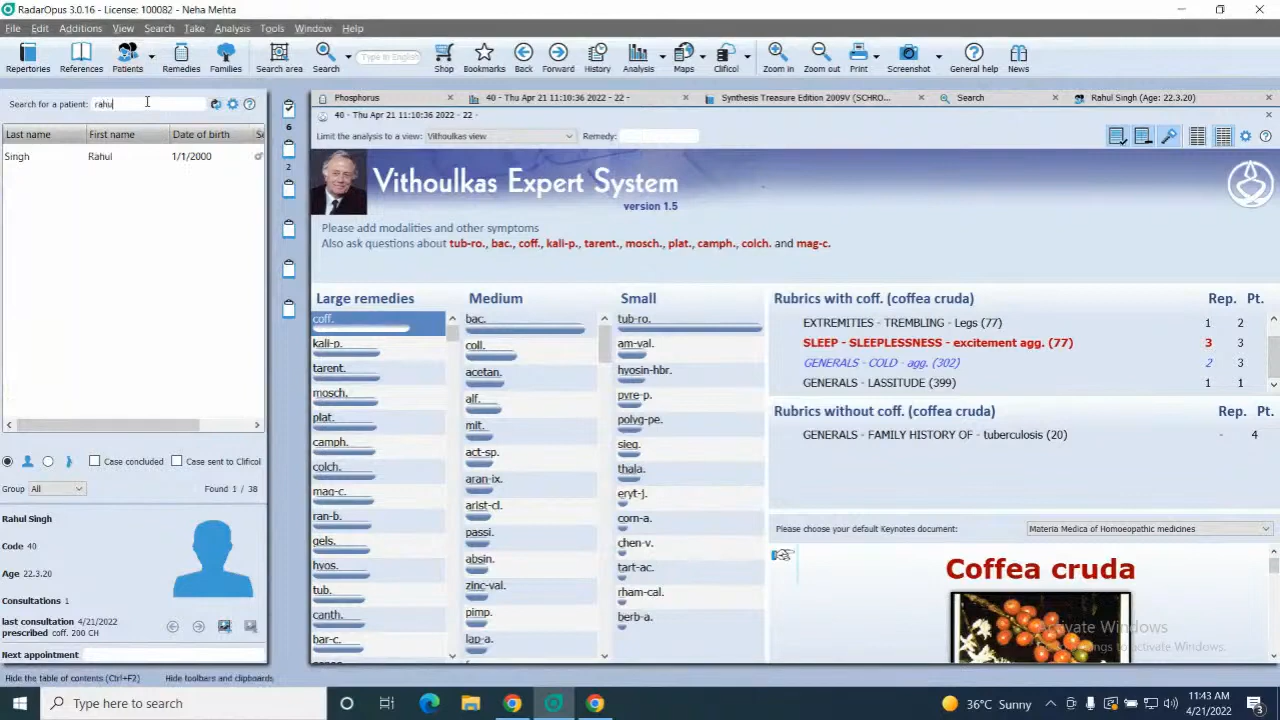 RadarOpus 3.0.16 - License: 100082 - Neha Mehta
File Edit Additions View Search Take Analysis Tools Window Help
Repertories References Patients Remedies Families Search area Search Type in English Shop Bookmarks Back Forward History Analysis Maps Clificol Zoom in Zoom out Print Screenshot General help News
Search for a patient: rahu
Last name First name Date of birth
Singh Rahul 1/1/2000
Case concluded Case sent to Clificol
Group All Found 1 / 38
Rahul Singh
Code 40
Age 22.3.20
Consultations 1
last consultation 4/21/2022
prescribed coff. 200 CH
Next appointment
6
2
Phosphorus 40 - Thu Apr 21 11:10:36 2022 - 22 - Synthesis Treasure Edition 2009V (SCHRO... Search Rahul Singh (Age: 22.3.20)
40 - Thu Apr 21 11:10:36 2022 - 22 -
Limit the analysis to a view: Vithoulkas view Remedy:
Vithoulkas Expert System
version 1.5
Please add modalities and other symptoms
Also ask questions about tub-ro., bac., coff., kali-p., tarent., mosch., plat., camph., colch. and mag-c.
Large remedies
coff.
kali-p.
tarent.
mosch.
plat.
camph.
colch.
mag-c.
ran-b.
gels.
hyos.
tub.
canth.
bar-c.
Medium
bac.
coll.
acetan.
alf.
mlt.
act-sp.
aran-ix.
arist-cl.
passi.
absin.
zinc-val.
pimp.
lap-a.
Small
tub-ro.
am-val.
hyosin-hbr.
pyre-p.
polyg-pe.
sieg.
thala.
eryt-j.
corn-a.
chen-v.
tart-ac.
rham-cal.
berb-a.
Rubrics with coff. (coffea cruda) Rep. Pt.
EXTREMITIES - TREMBLING - Legs (77) 1 2
SLEEP - SLEEPLESSNESS - excitement agg. (77) 3 3
GENERALS - COLD - agg. (302) 2 3
GENERALS - LASSITUDE (399) 1 1
Rubrics without coff. (coffea cruda) Rep. Pt.
GENERALS - FAMILY HISTORY OF - tuberculosis (20) - 4
Please choose your default Keynotes document: Materia Medica of Homoeopathic medicines
Coffea cruda
Activate Windows
to activate Windows.
Hide the table of contents (Ctrl+F2) Hide toolbars and clipboards
Type here to search
36°C Sunny
11:43 AM
4/21/2022
3